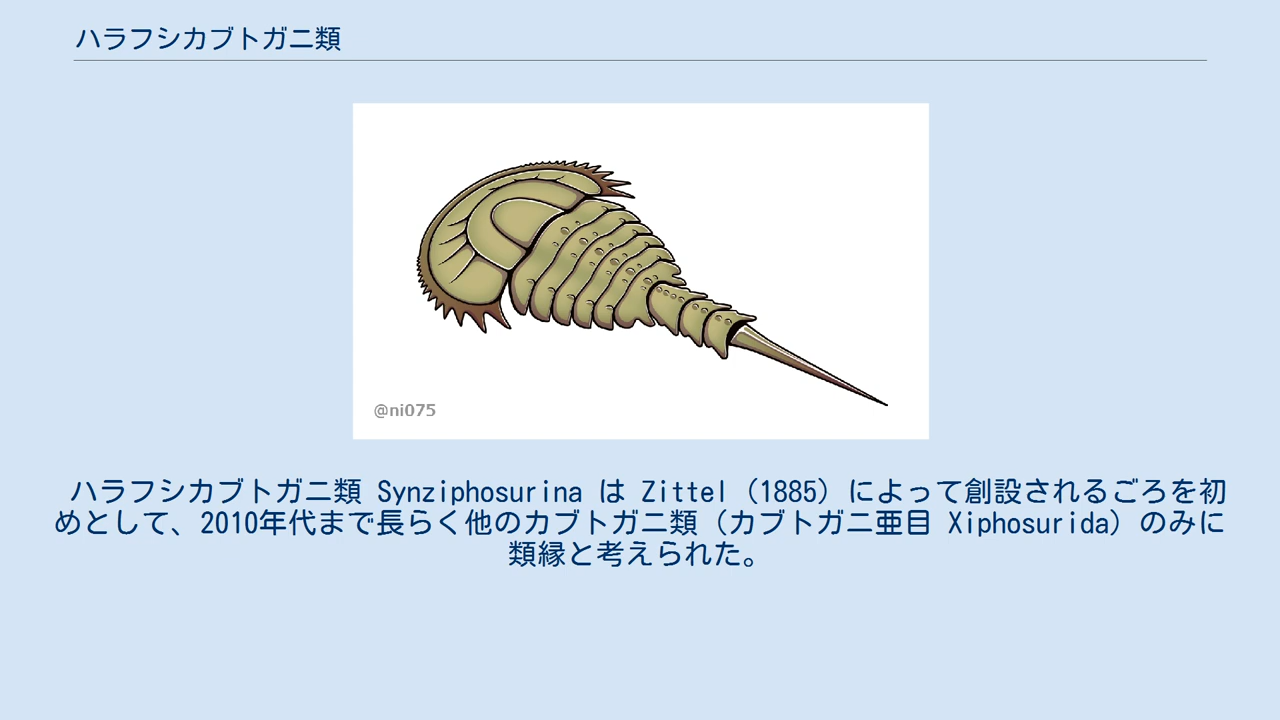 ハラフシカブトガニ類
@ni075
ハラフシカブトガニ類 Synziphosurina は Zittel (1885) によって創設されるごろを初
めとして、2010年代まで長らく他のカブトガニ類（カブトガニ亜目 Xiphosurida）のみに
類縁と考えられた。